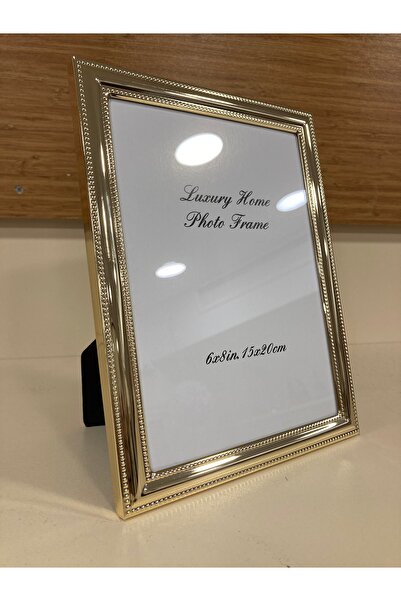 Luxury Home
Photo Frame
6x8in. 15x20cm